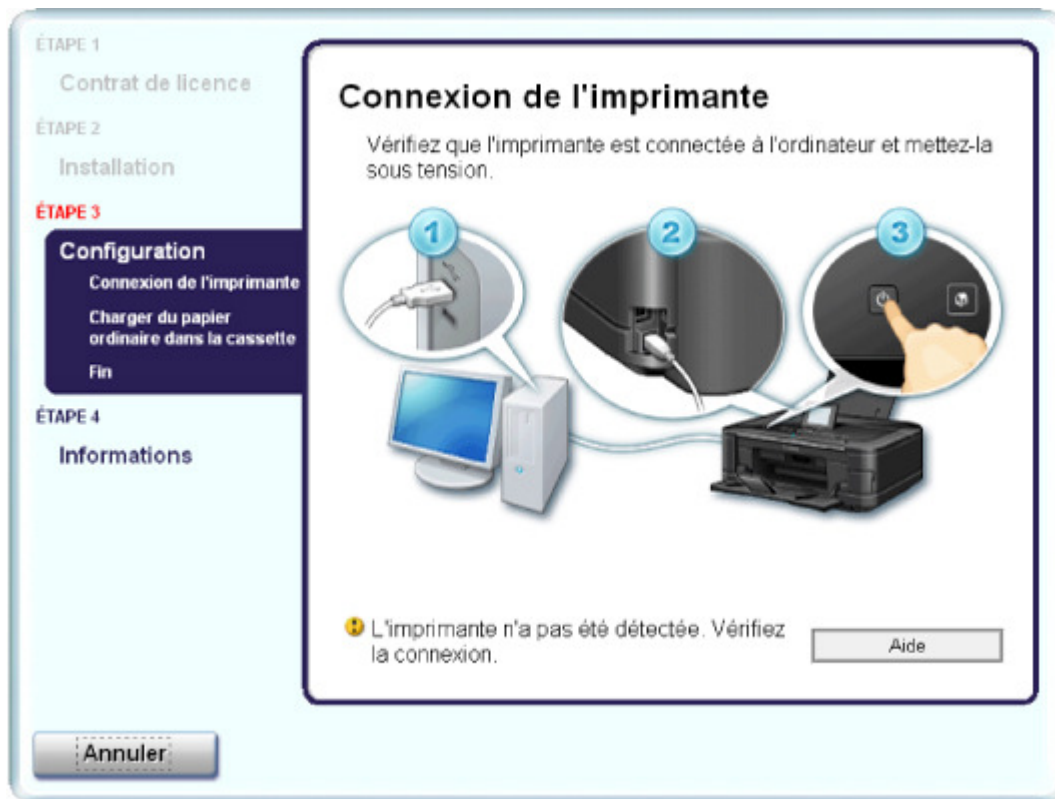 ÉTAPE 1
Contrat de licence
ÉTAPE 2
Installation
ÉTAPE 3
Configuration
Connexion de l'imprimante
Charger du papier
ordinaire dans la cassette
Fin
ÉTAPE 4
Informations
Connexion de l'imprimante
Vérifiez que l'imprimante est connectée à l'ordinateur et mettez-la
sous tension.
1
2
3
L'imprimante n'a pas été détectée. Vérifiez
la connexion.
Aide
Annuler